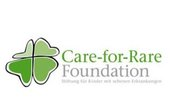 Care-for-Rare
Foundation
Stiftung für Kinder mit seltenen Erkrankungen